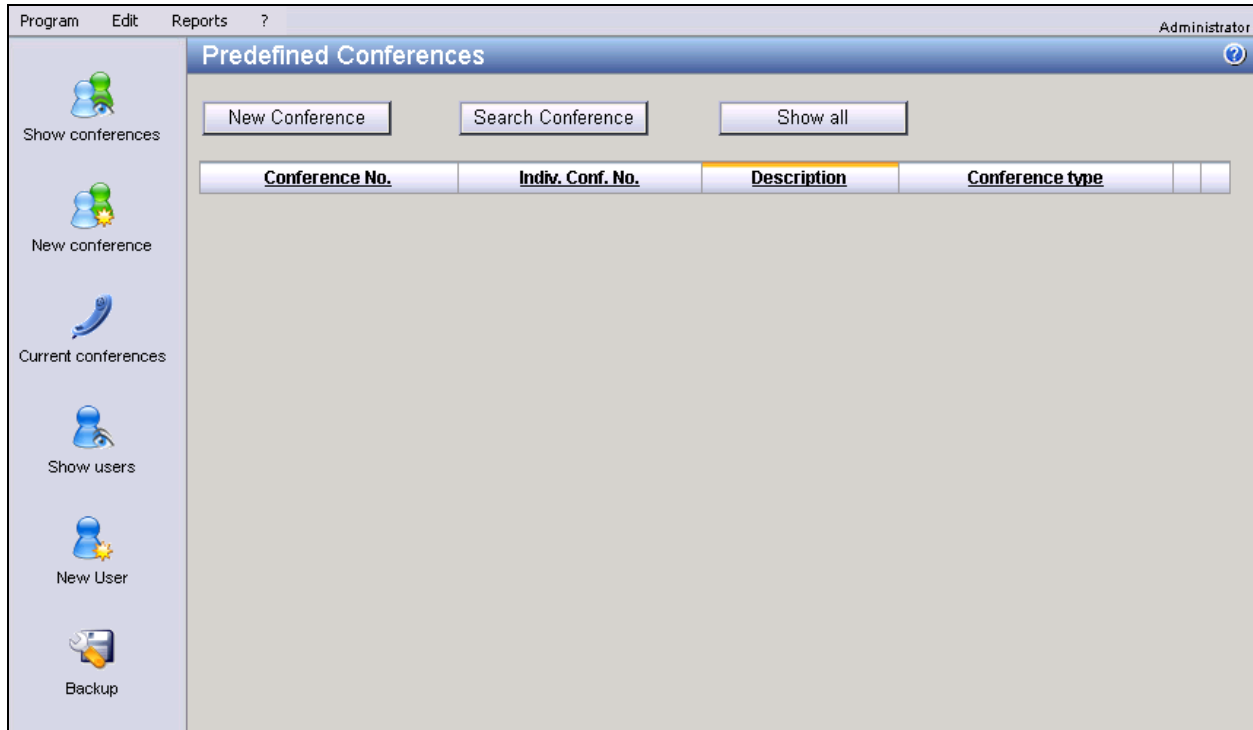 Program Edit Reports ?
Administrator
Predefined Conferences
New Conference Search Conference Show all
Conference No. Indiv. Conf. No. Description Conference type
Show conferences
New conference
Current conferences
Show users
New User
Backup